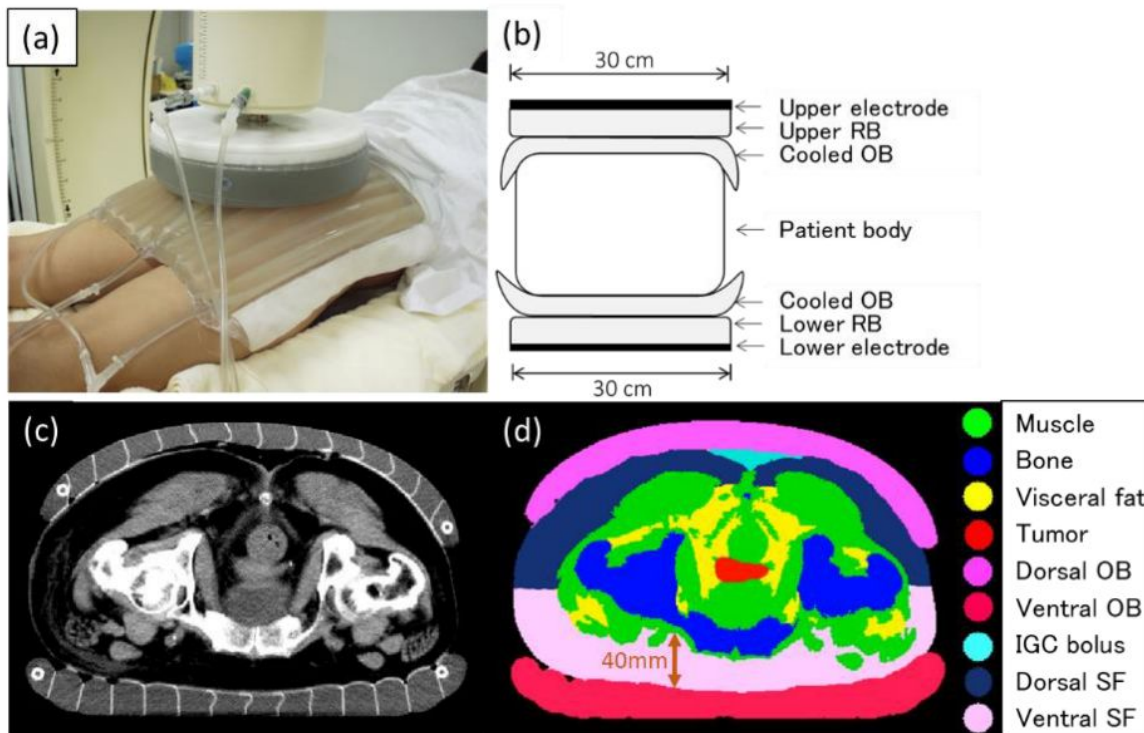 (a)
(b)
30 cm
Upper electrode
Upper RB
Cooled OB
Patient body
Cooled OB
Lower RB
Lower electrode
30 cm
(c)
(d)
40mm
Muscle
Bone
Visceral fat
Tumor
Dorsal OB
Ventral OB
IGC bolus
Dorsal SF
Ventral SF